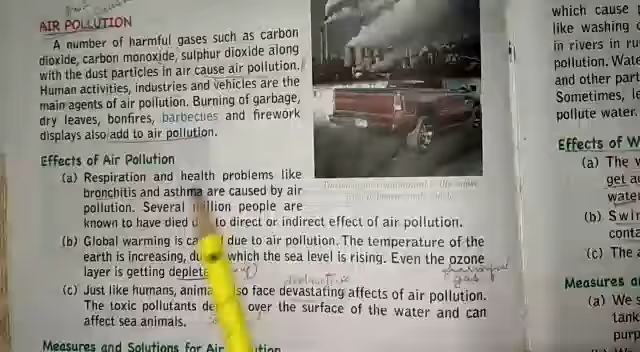 AIR POLLUTION
A number of harmful gases such as carbon
dioxide, carbon monoxide, sulphur dioxide along
with the dust particles in air cause air pollution.
Human activities, industries and vehicles are the
main agents of air pollution. Burning of garbage,
dry leaves, bonfires, barbecues and firework
displays also add to air pollution.
Effects of Air Pollution
(a) Respiration and health problems like
bronchitis and asthma are caused by air
pollution. Several people are
known to have died to direct or indirect effect of air pollution.
(b) Global warming is due to air pollution. The temperature of the
earth is increasing, which the sea level is rising. Even the ozone
layer is getting
(c) Just like humans, face devastating affects of air pollution.
The toxic pollutants over the surface of the water and can
affect sea animals.
Measures and Solutions for Air
gas
which cause
like washing
in rivers in
pollution.
and other
Sometimes,
pollute water.
Effects of
(a) The
get
(b)
(c) The
Measures
(a) We